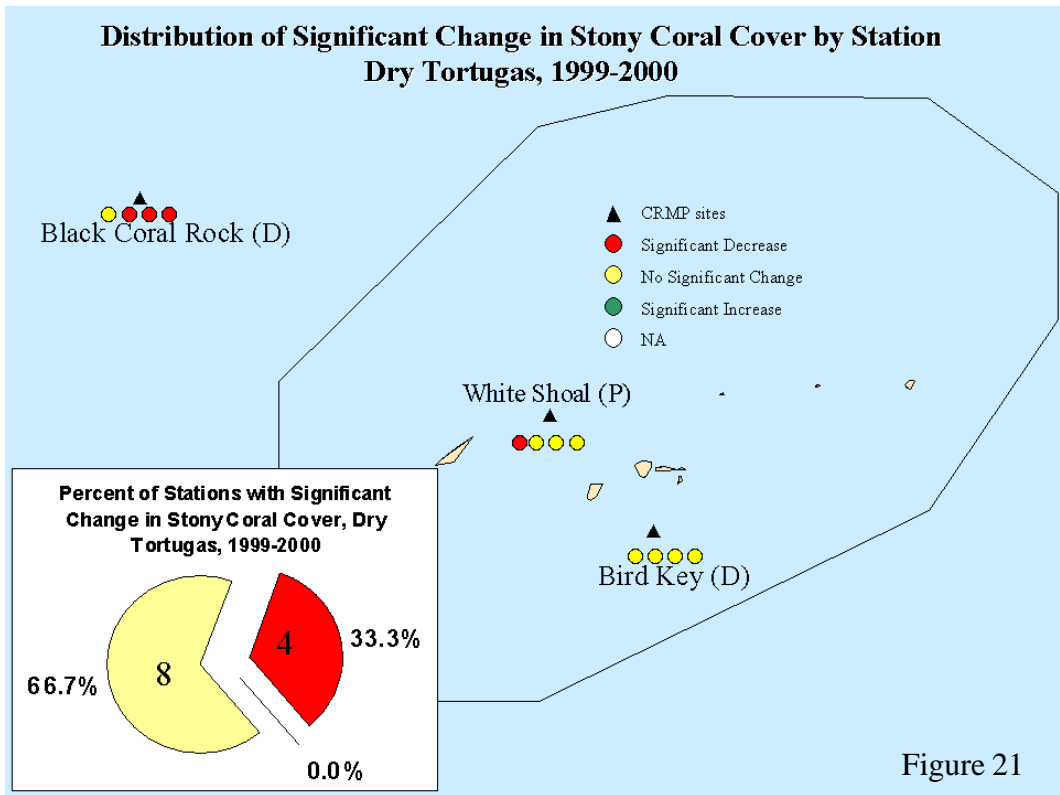 Distribution of Significant Change in Stony Coral Cover by Station
Dry Tortugas, 1999-2000
Black Coral Rock (D)
CRMP sites
Significant Decrease
No Significant Change
Significant Increase
NA
White Shoal (P)
Bird Key (D)
Percent of Stations with Significant
Change in Stony Coral Cover, Dry
Tortugas, 1999-2000
4
33.3%
8
66.7%
0.0%
Figure 21